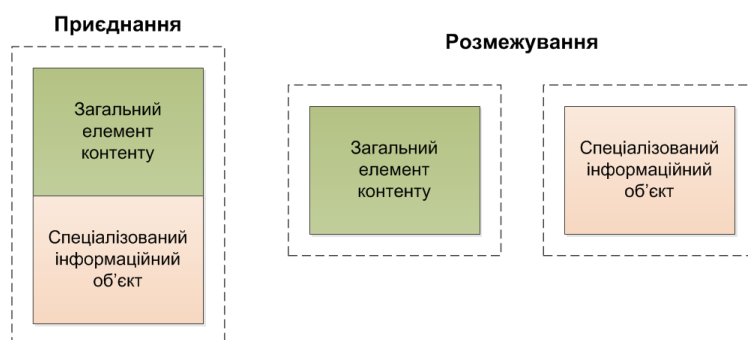 Приєднання
Загальний
елемент
контенту
Спеціалізований
інформаційний
об’єкт
Розмежування
Загальний
елемент
контенту
Спеціалізований
інформаційний
об’єкт